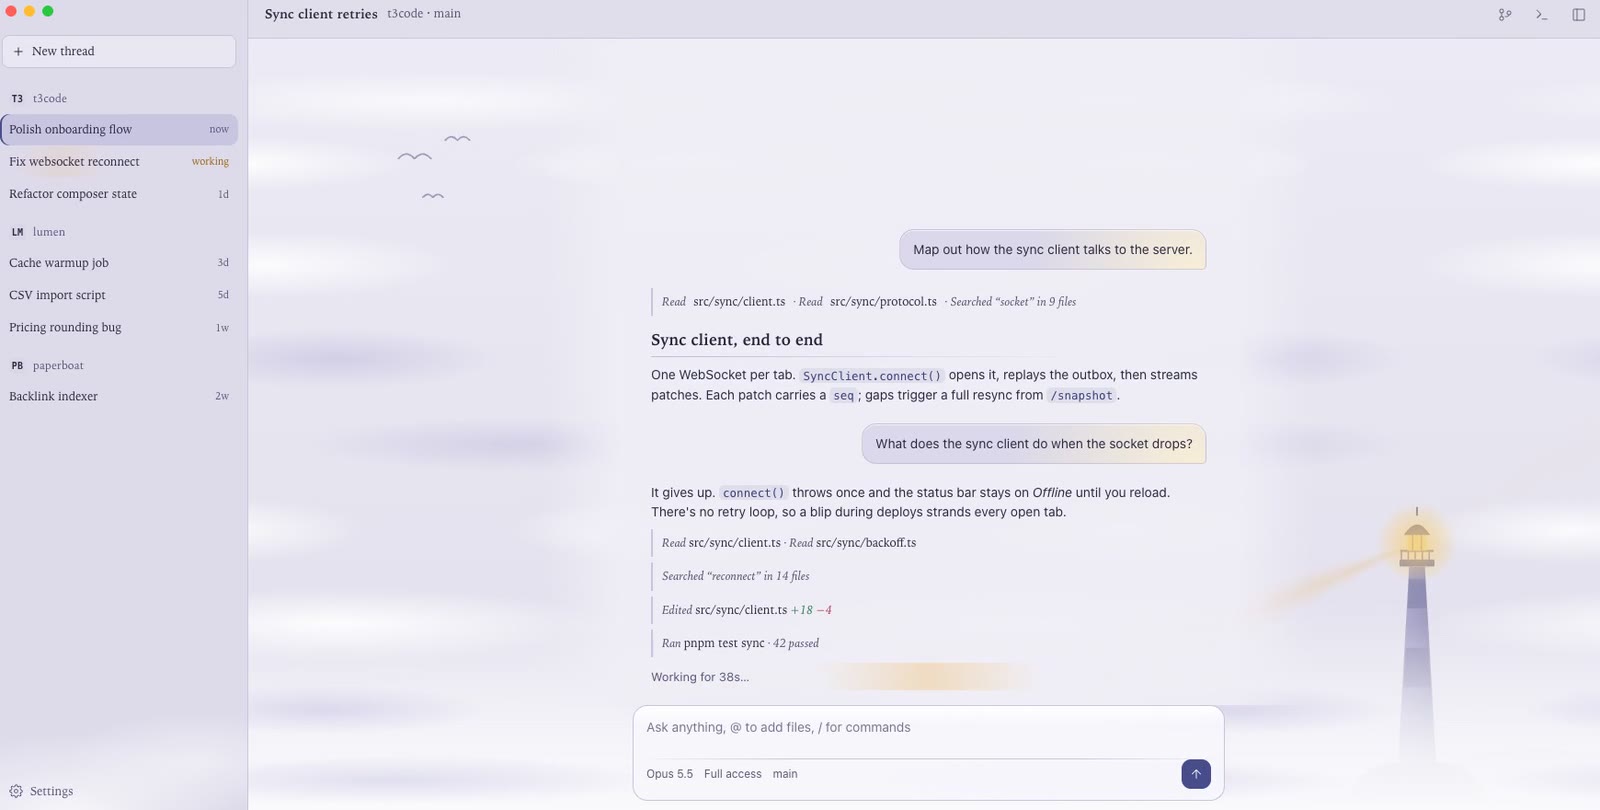 Sync client retries t3code · main
+ New thread
T3 t3code
Polish onboarding flow now
Fix websocket reconnect working
Refactor composer state 1d
LM lumen
Cache warmup job 3d
CSV import script 5d
Pricing rounding bug 1w
PB paperboat
Backlink indexer 2w
Settings
Map out how the sync client talks to the server.
Read src/sync/client.ts · Read src/sync/protocol.ts · Searched “socket” in 9 files
Sync client, end to end
One WebSocket per tab. SyncClient.connect() opens it, replays the outbox, then streams
patches. Each patch carries a seq; gaps trigger a full resync from /snapshot.
What does the sync client do when the socket drops?
It gives up. connect() throws once and the status bar stays on Offline until you reload.
There's no retry loop, so a blip during deploys strands every open tab.
Read src/sync/client.ts · Read src/sync/backoff.ts
Searched “reconnect” in 14 files
Edited src/sync/client.ts +18 −4
Ran pnpm test sync · 42 passed
Working for 38s...
Ask anything, @ to add files, / for commands
Opus 5.5 Full access main